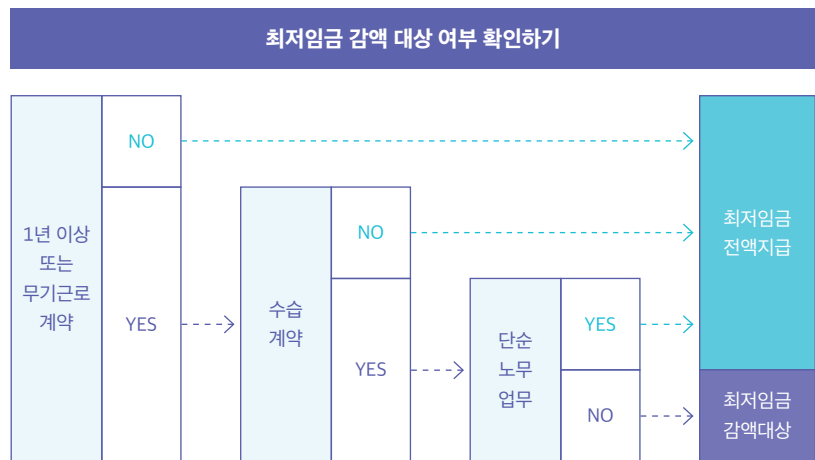 최저임금 감액 대상 여부 확인하기
1년 이상
또는
무기근로
계약
NO
YES
수습
계약
NO
YES
단순
노무
업무
YES
NO
최저임금
전액지급
최저임금
감액대상